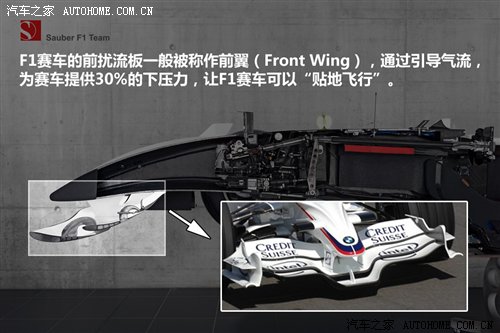 汽车之家 AUTOHOME.COM.CN
Sauber F1 Team
F1赛车的前扰流板一般被称作前翼（Front Wing），通过引导气流，
为赛车提供30%的下压力，让F1赛车可以“贴地飞行”。
CREDIT SUISSE
CREDIT SUISSE
intel
intel
汽车之家 AUTOHOME.COM.CN